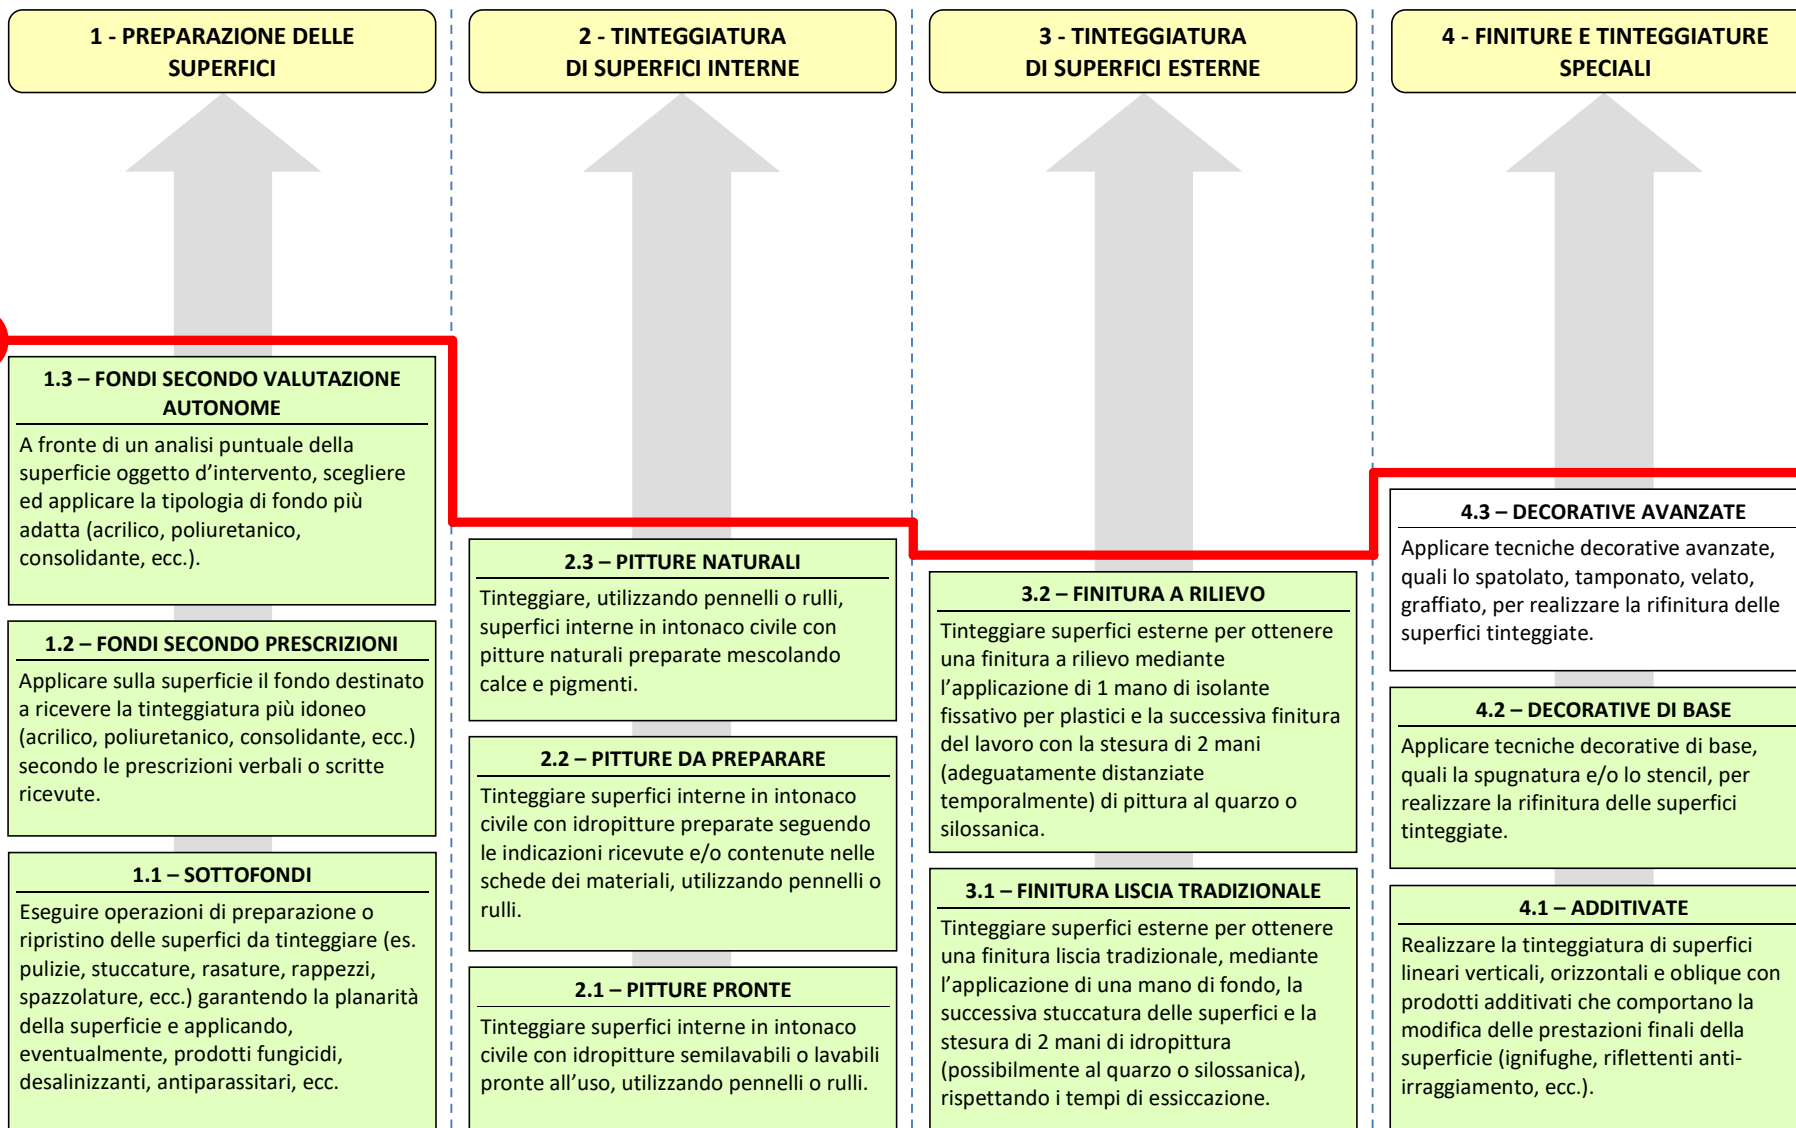 1 - PREPARAZIONE DELLE
SUPERFICI
2 - TINTEGGIATURA
DI SUPERFICI INTERNE
3 - TINTEGGIATURA
DI SUPERFICI ESTERNE
4 - FINITURE E TINTEGGIATURE
SPECIALI
1.3 – FONDI SECONDO VALUTAZIONE
AUTONOME
A fronte di un analisi puntuale della
superficie oggetto d’intervento, scegliere
ed applicare la tipologia di fondo più
adatta (acrilico, poliuretanico,
consolidante, ecc.).
1.2 – FONDI SECONDO PRESCRIZIONI
Applicare sulla superficie il fondo destinato
a ricevere la tinteggiatura più idoneo
(acrilico, poliuretanico, consolidante, ecc.)
secondo le prescrizioni verbali o scritte
ricevute.
1.1 – SOTTOFONDI
Eseguire operazioni di preparazione o
ripristino delle superfici da tinteggiare (es.
pulizie, stuccature, rasature, rappezzi,
spazzolature, ecc.) garantendo la planarità
della superficie e applicando,
eventualmente, prodotti fungicidi,
desalinizzanti, antiparassitari, ecc.
2.3 – PITTURE NATURALI
Tinteggiare, utilizzando pennelli o rulli,
superfici interne in intonaco civile con
pitture naturali preparate mescolando
calce e pigmenti.
2.2 – PITTURE DA PREPARARE
Tinteggiare superfici interne in intonaco
civile con idropitture preparate seguendo
le indicazioni ricevute e/o contenute nelle
schede dei materiali, utilizzando pennelli o
rulli.
2.1 – PITTURE PRONTE
Tinteggiare superfici interne in intonaco
civile con idropitture semilavabili o lavabili
pronte all’uso, utilizzando pennelli o rulli.
3.2 – FINITURA A RILIEVO
Tinteggiare superfici esterne per ottenere
una finitura a rilievo mediante
l’applicazione di 1 mano di isolante
fissativo per plastici e la successiva finitura
del lavoro con la stesura di 2 mani
(adeguatamente distanziate
temporalmente) di pittura al quarzo o
silossanica.
3.1 – FINITURA LISCIA TRADIZIONALE
Tinteggiare superfici esterne per ottenere
una finitura liscia tradizionale, mediante
l’applicazione di una mano di fondo, la
successiva stuccatura delle superfici e la
stesura di 2 mani di idropittura
(possibilmente al quarzo o silossanica),
rispettando i tempi di essiccazione.
4.3 – DECORATIVE AVANZATE
Applicare tecniche decorative avanzate,
quali lo spatolato, tamponato, velato,
graffiato, per realizzare la rifinitura delle
superfici tinteggiate.
4.2 – DECORATIVE DI BASE
Applicare tecniche decorative di base,
quali la spugnatura e/o lo stencil, per
realizzare la rifinitura delle superfici
tinteggiate.
4.1 – ADDITIVATE
Realizzare la tinteggiatura di superfici
lineari verticali, orizzontali e oblique con
prodotti additivati che comportano la
modifica delle prestazioni finali della
superficie (ignifughe, riflettenti anti-
irraggiamento, ecc.).